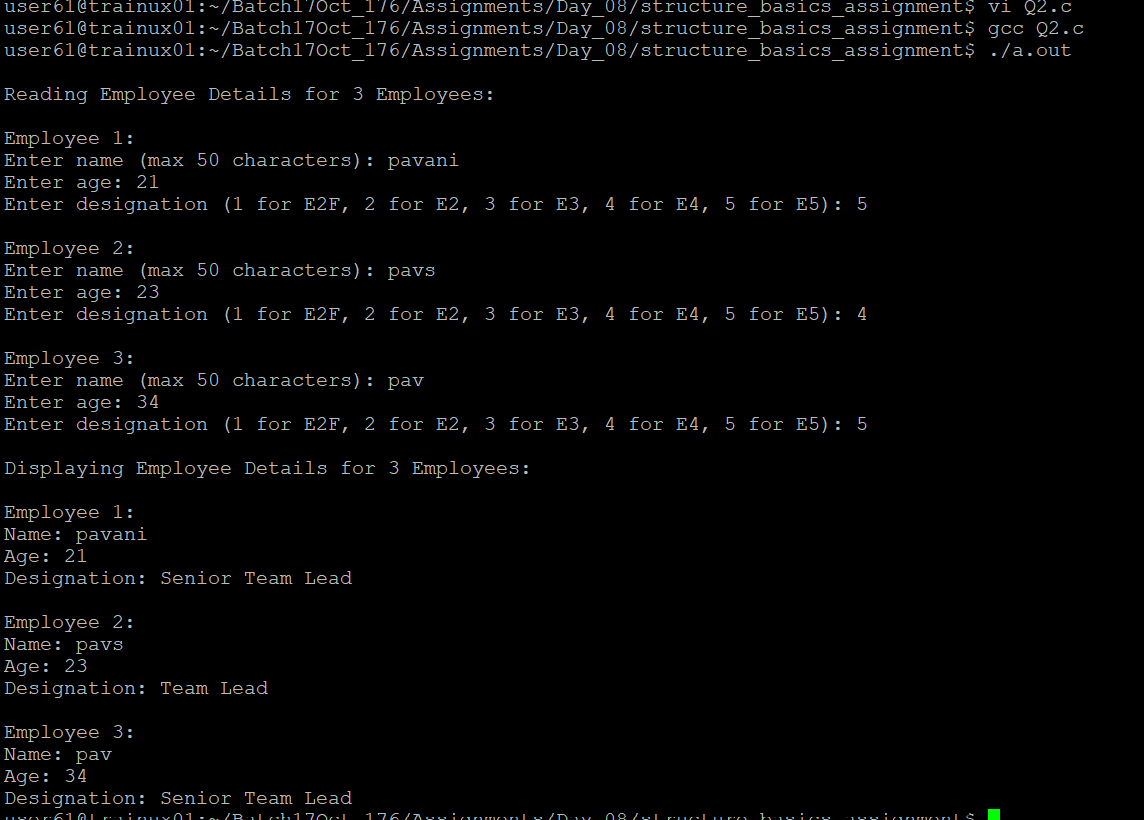 user61@trainux01:~/Batch17Oct_176/Assignments/Day_08/structure_basics_assignment$ vi Q2.c
user61@trainux01:~/Batch17Oct_176/Assignments/Day_08/structure_basics_assignment$ gcc Q2.c
user61@trainux01:~/Batch17Oct_176/Assignments/Day_08/structure_basics_assignment$ ./a.out
Reading Employee Details for 3 Employees:
Employee 1:
Enter name (max 50 characters): pavani
Enter age: 21
Enter designation (1 for E2F, 2 for E2, 3 for E3, 4 for E4, 5 for E5): 5
Employee 2:
Enter name (max 50 characters): pavs
Enter age: 23
Enter designation (1 for E2F, 2 for E2, 3 for E3, 4 for E4, 5 for E5): 4
Employee 3:
Enter name (max 50 characters): pav
Enter age: 34
Enter designation (1 for E2F, 2 for E2, 3 for E3, 4 for E4, 5 for E5): 5
Displaying Employee Details for 3 Employees:
Employee 1:
Name: pavani
Age: 21
Designation: Senior Team Lead
Employee 2:
Name: pavs
Age: 23
Designation: Team Lead
Employee 3:
Name: pav
Age: 34
Designation: Senior Team Lead
user61@trainux01:~/Batch17Oct_176/Assignments/Day_08/structure_basics_assignment$